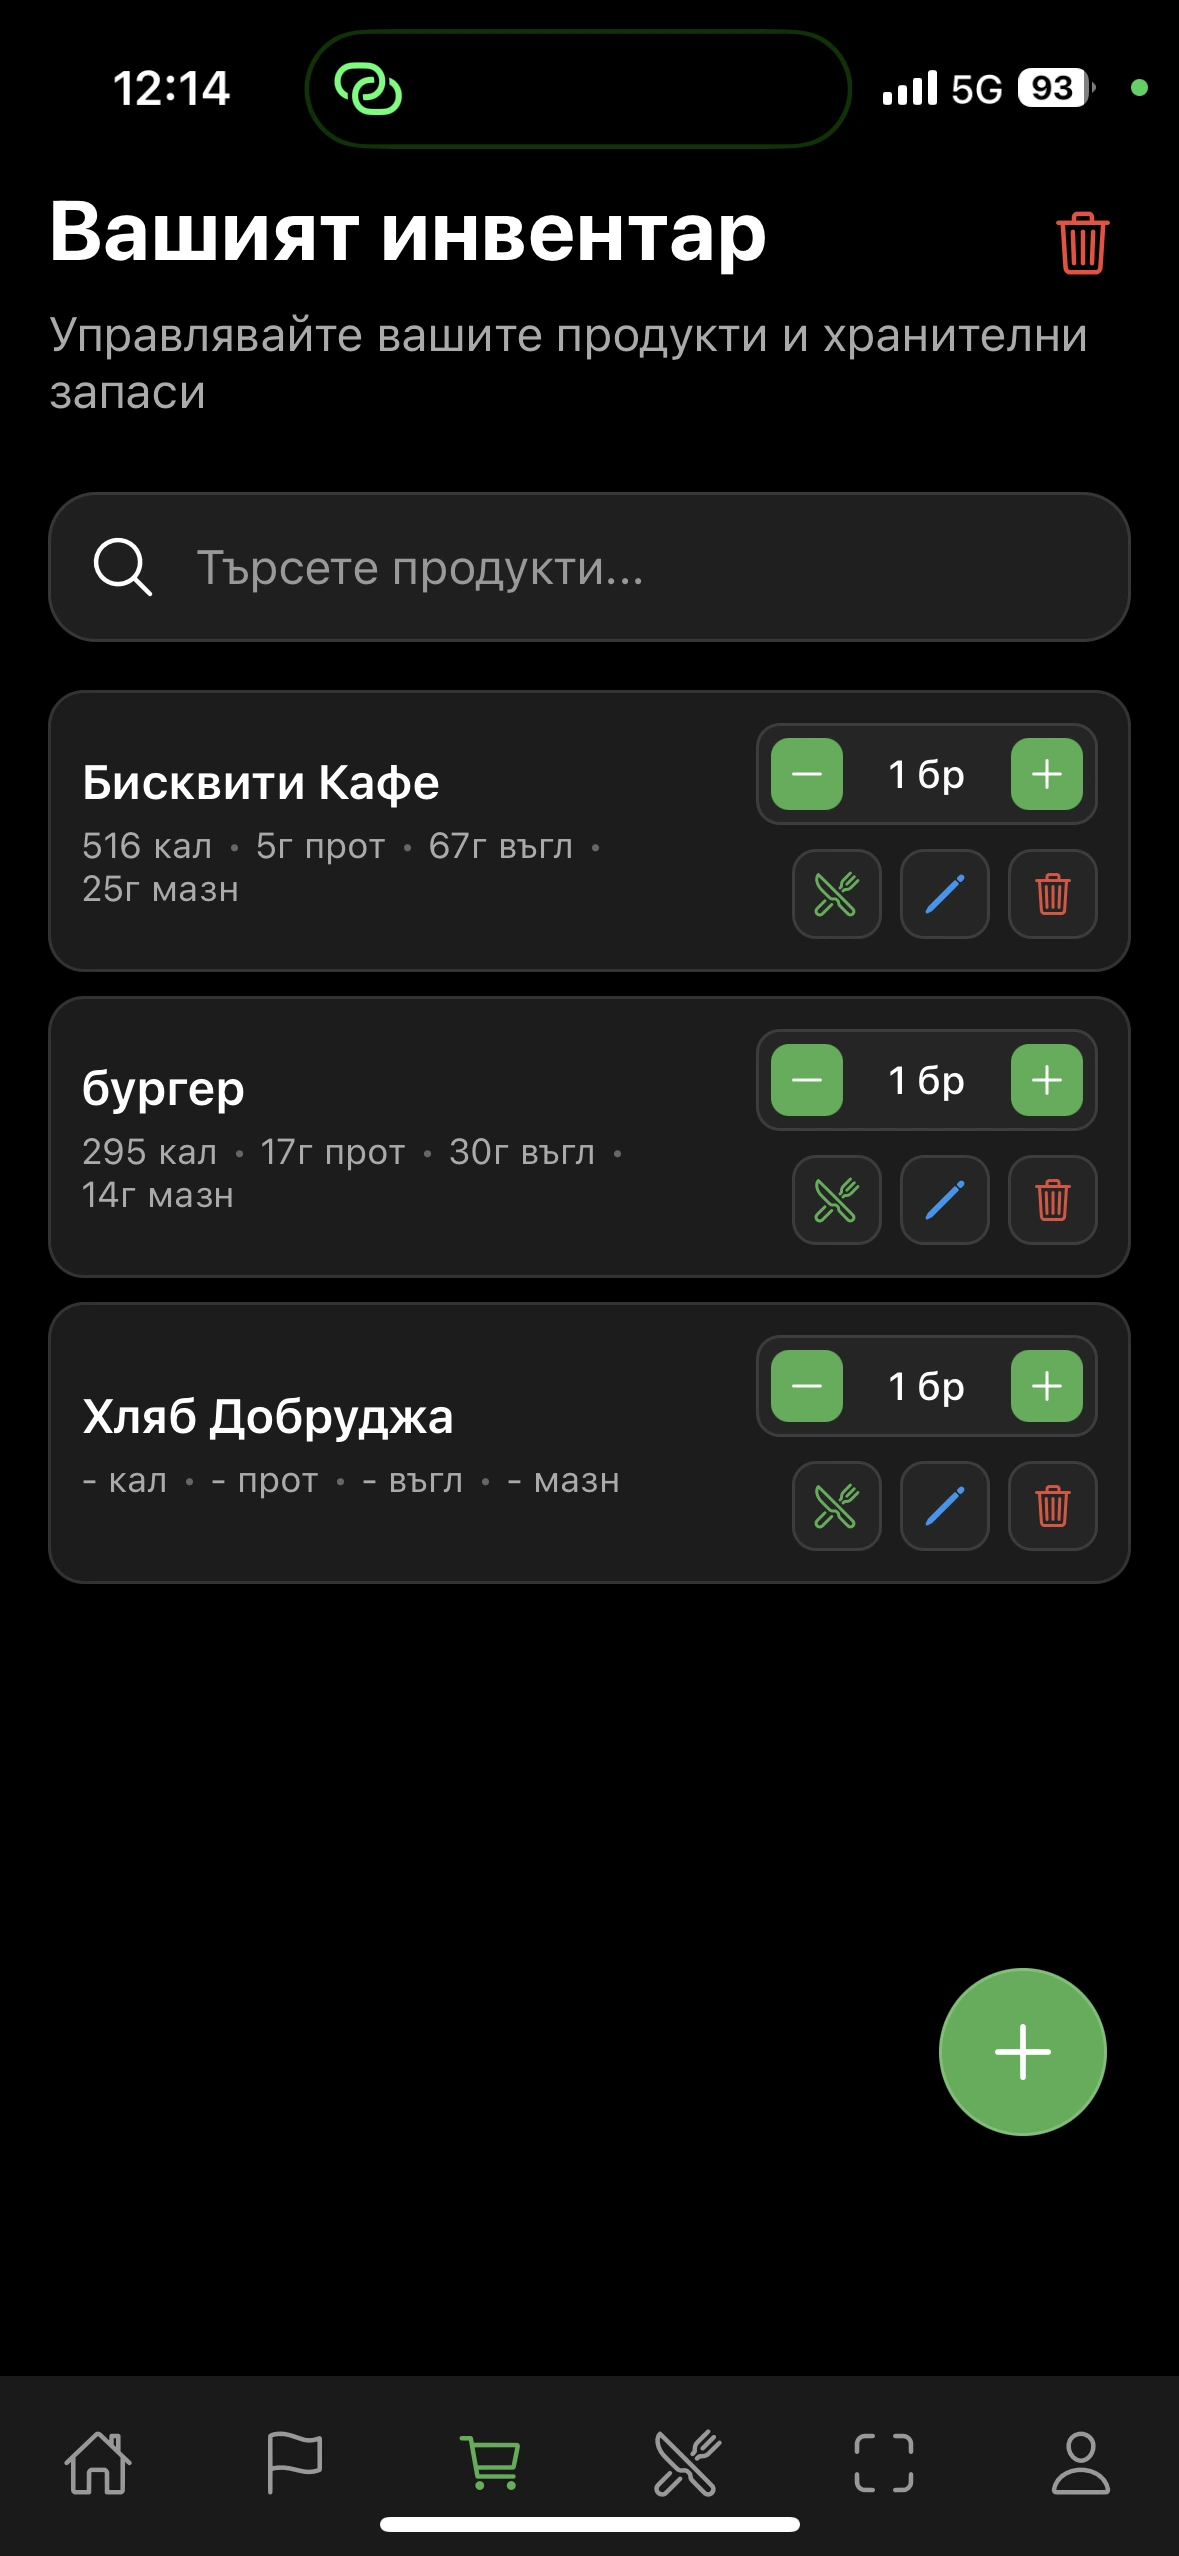 12:14
5G 93
Вашият инвентар
Управлявайте вашите продукти и хранителни
запаси
Търсете продукти...
Бисквити Кафе
1 бр
516 кал • 5г прот • 67г въгл •
25г мазн
бургер
1 бр
295 кал • 17г прот • 30г въгл •
14г мазн
Хляб Добруджа
1 бр
- кал • - прот • - въгл • - мазн